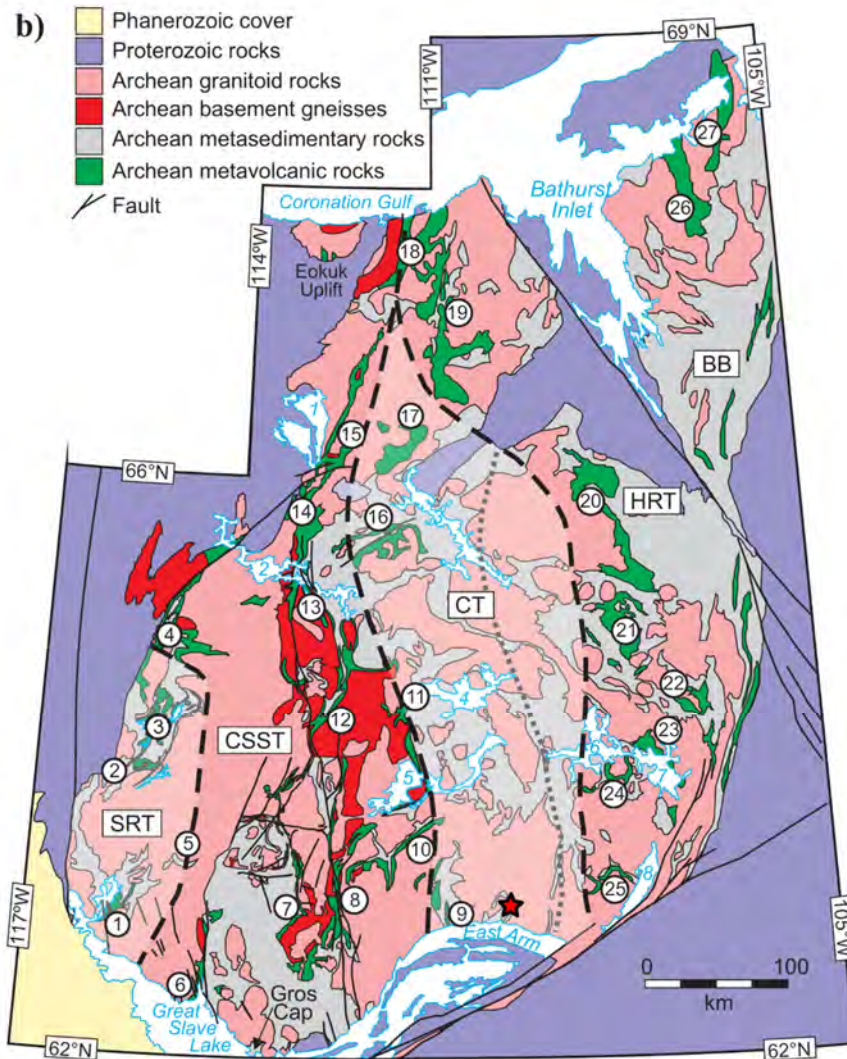 b)
Phanerozoic cover
Proterozoic rocks
Archean granitoid rocks
Archean basement gneisses
Archean metasedimentary rocks
Archean metavolcanic rocks
Fault
69°N
105°W
111°W
Coronation Gulf
114°W
Eokuk
Uplift
Bathurst
Inlet
27
26
18
19
BB
1
17
15
66°N
14
16
3
20
HRT
2
13
CT
21
4
11
4
22
12
CSST
3
23
6
7
2
5
24
SRT
5
10
8
25
7
8
9
1
117°W
East Arm
105°W
6
0
100
km
Gros
Cap
Great
Slave
Lake
62°N
62°N